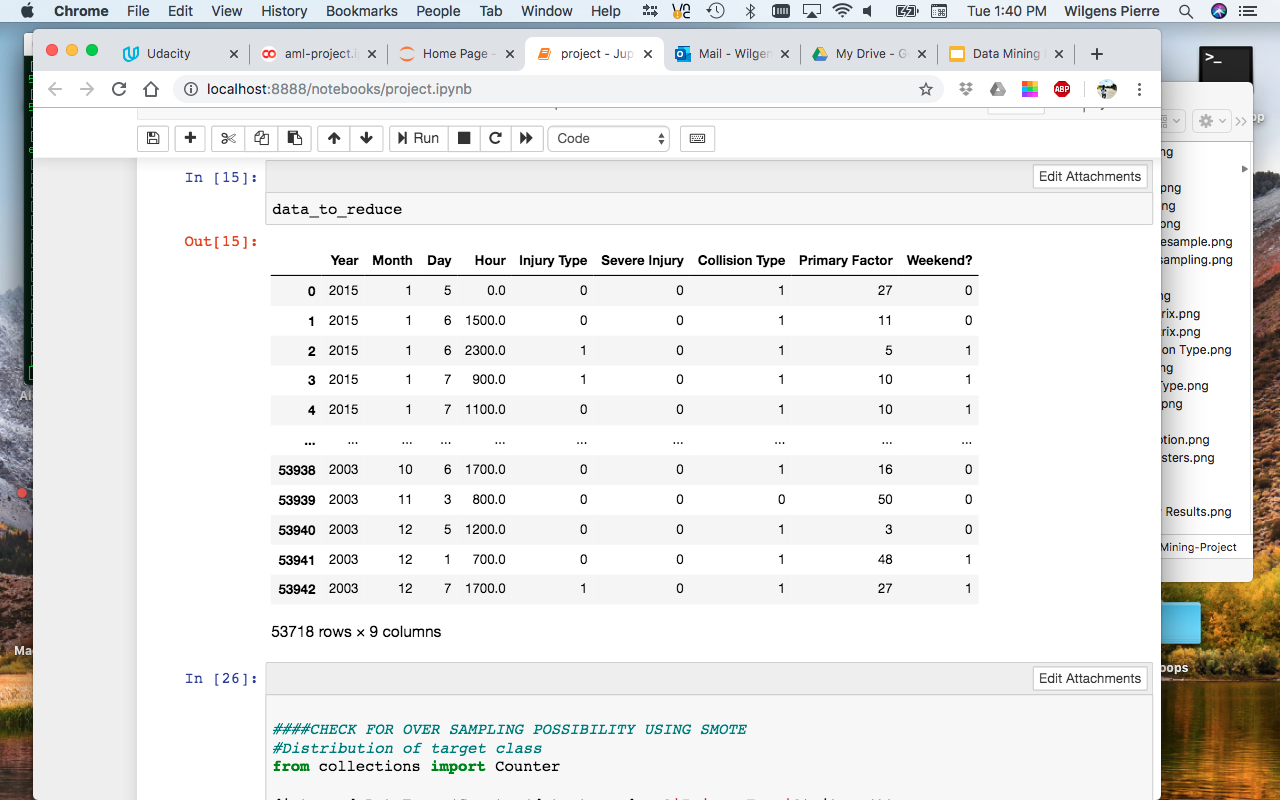 Chrome File Edit View History Bookmarks People Tab Window Help Tue 1:40 PM Wilgens Pierre
Udacity aml-project.i Home Page - project - Jup Mail - Wilgen My Drive - G Data Mining
localhost:8888/notebooks/project.ipynb ABP
Run Code
In [15]: Edit Attachments
data_to_reduce
Out[15]:
Year Month Day Hour Injury Type Severe Injury Collision Type Primary Factor Weekend?
0 2015 1 5 0.0 0 0 1 27 0
1 2015 1 6 1500.0 0 0 1 11 0
2 2015 1 6 2300.0 1 0 1 5 1
3 2015 1 7 900.0 1 0 1 10 1
4 2015 1 7 1100.0 0 0 1 10 1
... ... ... ... ... ... ... ... ... ...
53938 2003 10 6 1700.0 0 0 1 16 0
53939 2003 11 3 800.0 0 0 0 50 0
53940 2003 12 5 1200.0 0 0 1 3 0
53941 2003 12 1 700.0 0 0 1 48 1
53942 2003 12 7 1700.0 1 0 1 27 1
53718 rows × 9 columns
In [26]: Edit Attachments
####CHECK FOR OVER SAMPLING POSSIBILITY USING SMOTE
#Distribution of target class
from collections import Counter
>_
op
ng
png
ng
png
esample.png
sampling.png
ng
rix.png
rix.png
on Type.png
ng
Type.png
png
ption.png
sters.png
Results.png
Mining-Project
oops
Ma